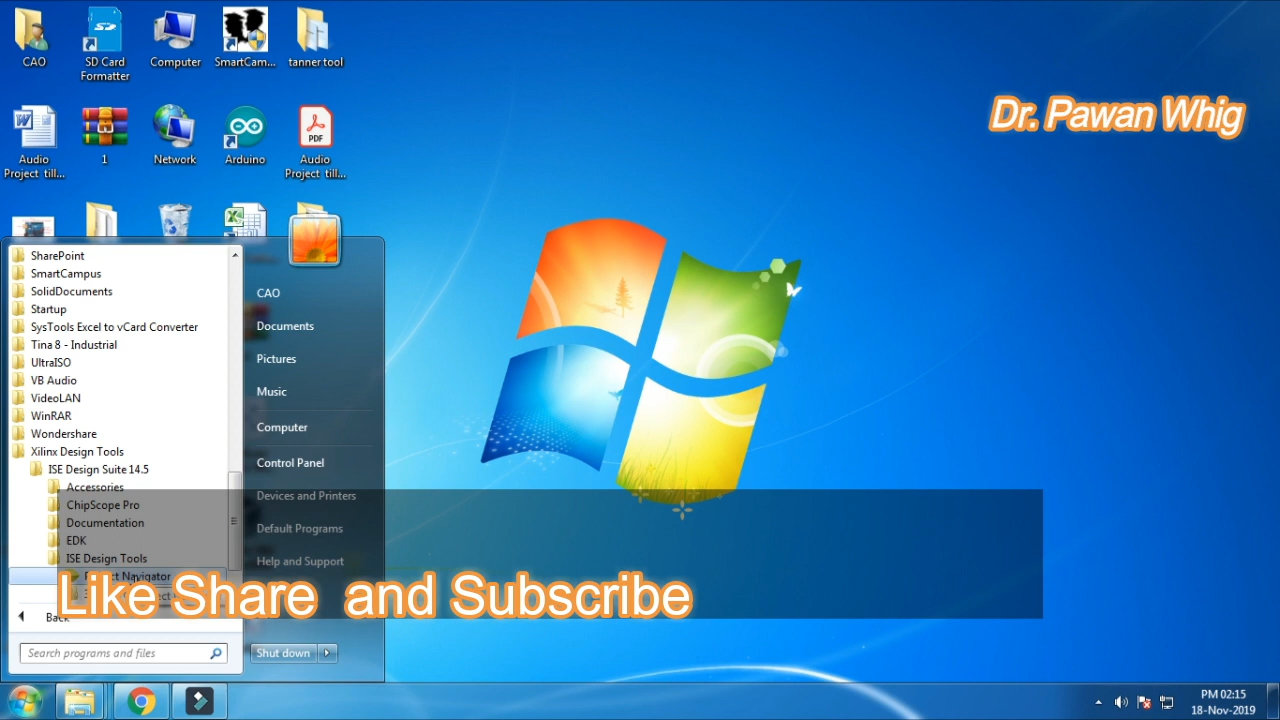 CAO
SD Card
Formatter
Computer
SmartCam...
tanner tool
Dr. Pawan Whig
Audio
Project till...
1
Network
Arduino
PDF
Audio
Project till...
SharePoint
SmartCampus
SolidDocuments
Startup
SysTools Excel to vCard Converter
Tina 8 - Industrial
UltraISO
VB Audio
VideoLAN
WinRAR
Wondershare
Xilinx Design Tools
ISE Design Suite 14.5
Accessories
ChipScope Pro
Documentation
EDK
ISE Design Tools
Navigator
Back
Search programs and files
CAO
Documents
Pictures
Music
Computer
Control Panel
Devices and Printers
Default Programs
Help and Support
Shut down
Like Share and Subscribe
PM 02:15
18-Nov-2019